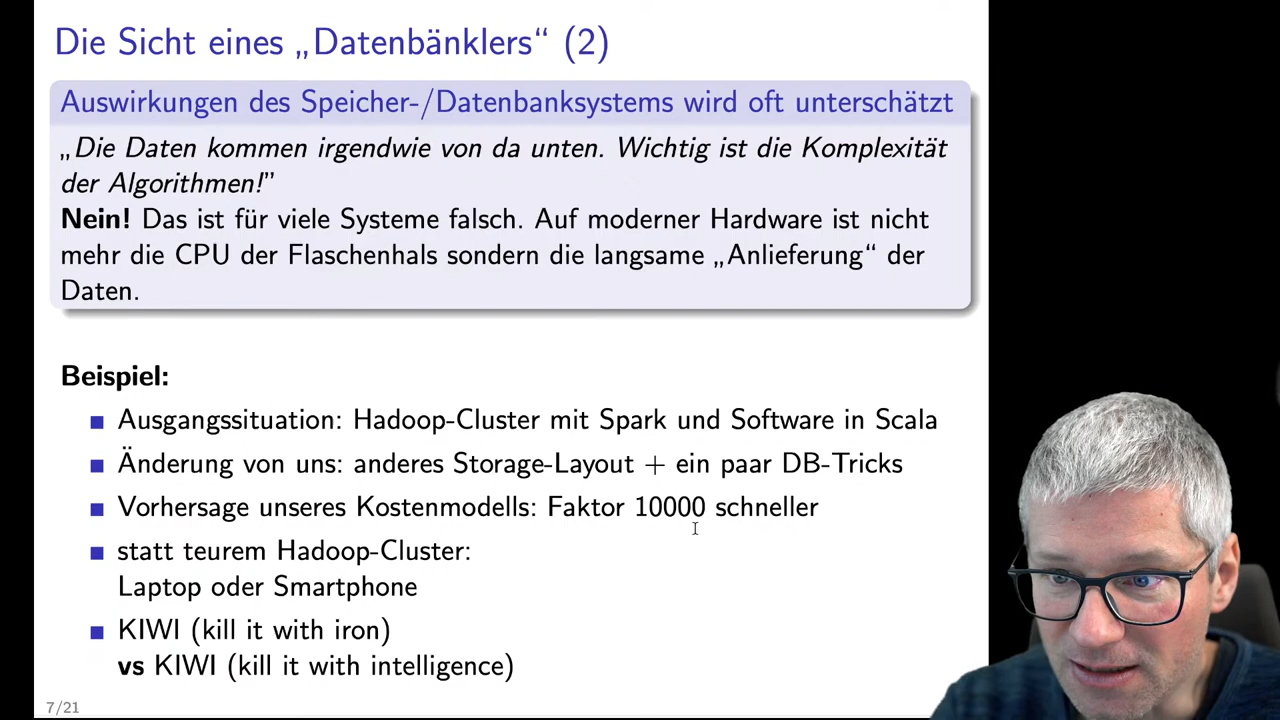 Die Sicht eines „Datenbänklers“ (2)
Auswirkungen des Speicher-/Datenbanksystems wird oft unterschätzt
„Die Daten kommen irgendwie von da unten. Wichtig ist die Komplexität
der Algorithmen!”
Nein! Das ist für viele Systeme falsch. Auf moderner Hardware ist nicht
mehr die CPU der Flaschenhals sondern die langsame „Anlieferung“ der
Daten.
Beispiel:
Ausgangssituation: Hadoop-Cluster mit Spark und Software in Scala
Änderung von uns: anderes Storage-Layout + ein paar DB-Tricks
Vorhersage unseres Kostenmodells: Faktor 10000 schneller
statt teurem Hadoop-Cluster:
Laptop oder Smartphone
KIWI (kill it with iron)
vs KIWI (kill it with intelligence)
7/21